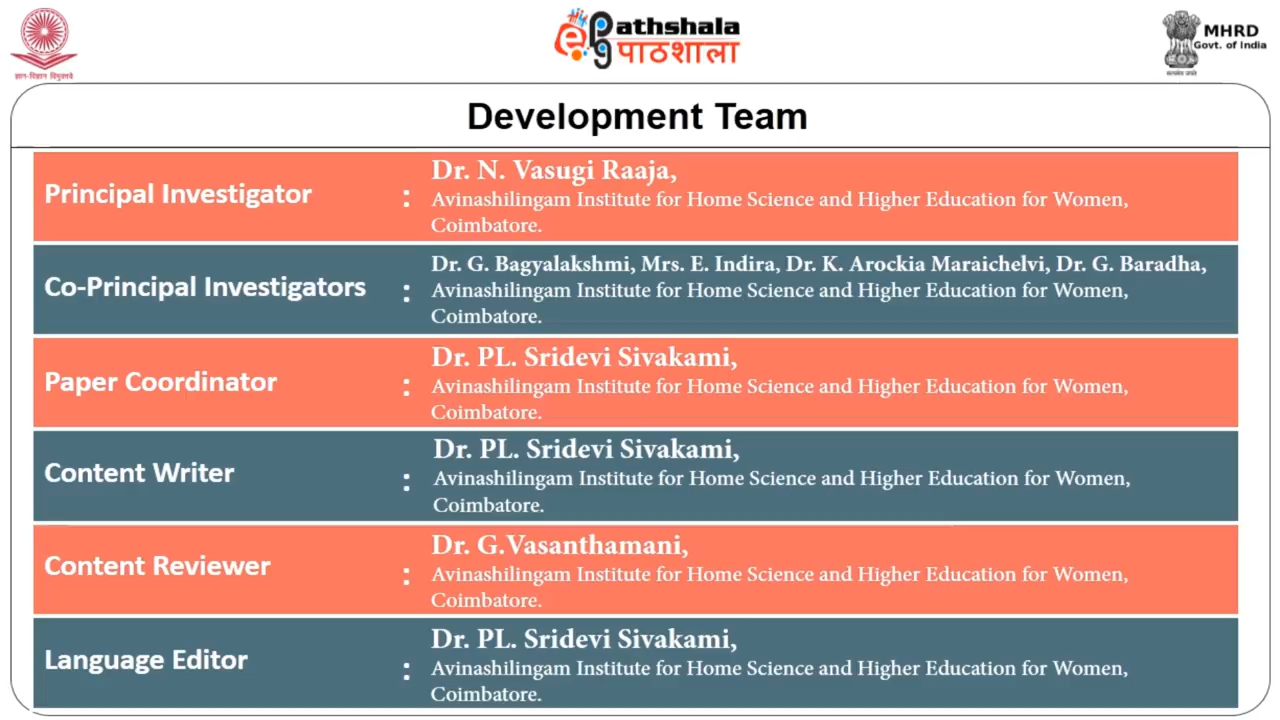 ज्ञान-विज्ञान विमुक्तये
ePG Pathshala
पाठशाला
MHRD
Govt. of India
सत्यमेव जयते
Development Team
Principal Investigator :
Dr. N. Vasugi Raaja,
Avinashilingam Institute for Home Science and Higher Education for Women,
Coimbatore.
Co-Principal Investigators :
Dr. G. Bagyalakshmi, Mrs. E. Indira, Dr. K. Arockia Maraichelvi, Dr. G. Baradha,
Avinashilingam Institute for Home Science and Higher Education for Women,
Coimbatore.
Paper Coordinator :
Dr. PL. Sridevi Sivakami,
Avinashilingam Institute for Home Science and Higher Education for Women,
Coimbatore.
Content Writer :
Dr. PL. Sridevi Sivakami,
Avinashilingam Institute for Home Science and Higher Education for Women,
Coimbatore.
Content Reviewer :
Dr. G.Vasanthamani,
Avinashilingam Institute for Home Science and Higher Education for Women,
Coimbatore.
Language Editor :
Dr. PL. Sridevi Sivakami,
Avinashilingam Institute for Home Science and Higher Education for Women,
Coimbatore.